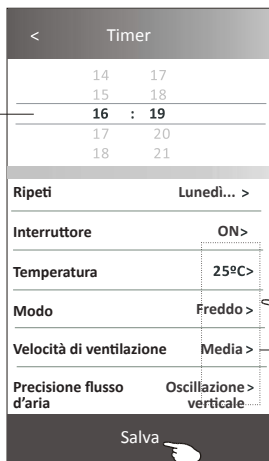 < Timer
14 17
15 18
16 : 19
17 20
18 21
Ripeti Lunedì... >
Interruttore ON>
Temperatura 25ºC>
Modo Freddo >
Velocità di ventilazione Media >
Precisione flusso Oscillazione >
d'aria verticale
Salva